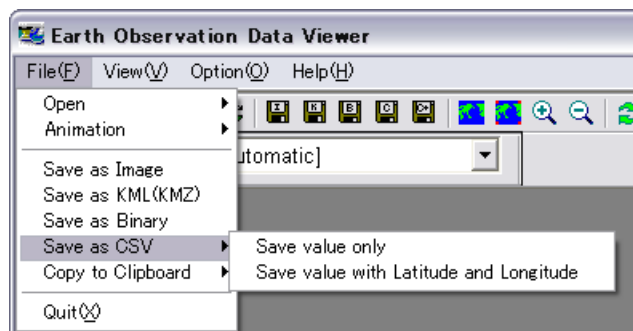 Earth Observation Data Viewer
File(F) View(V) Option(O) Help(H)
Open
Animation
I K B C C+
utomatic]
Save as Image
Save as KML(KMZ)
Save as Binary
Save as CSV
Save value only
Copy to Clipboard
Save value with Latitude and Longitude
Quit(X)